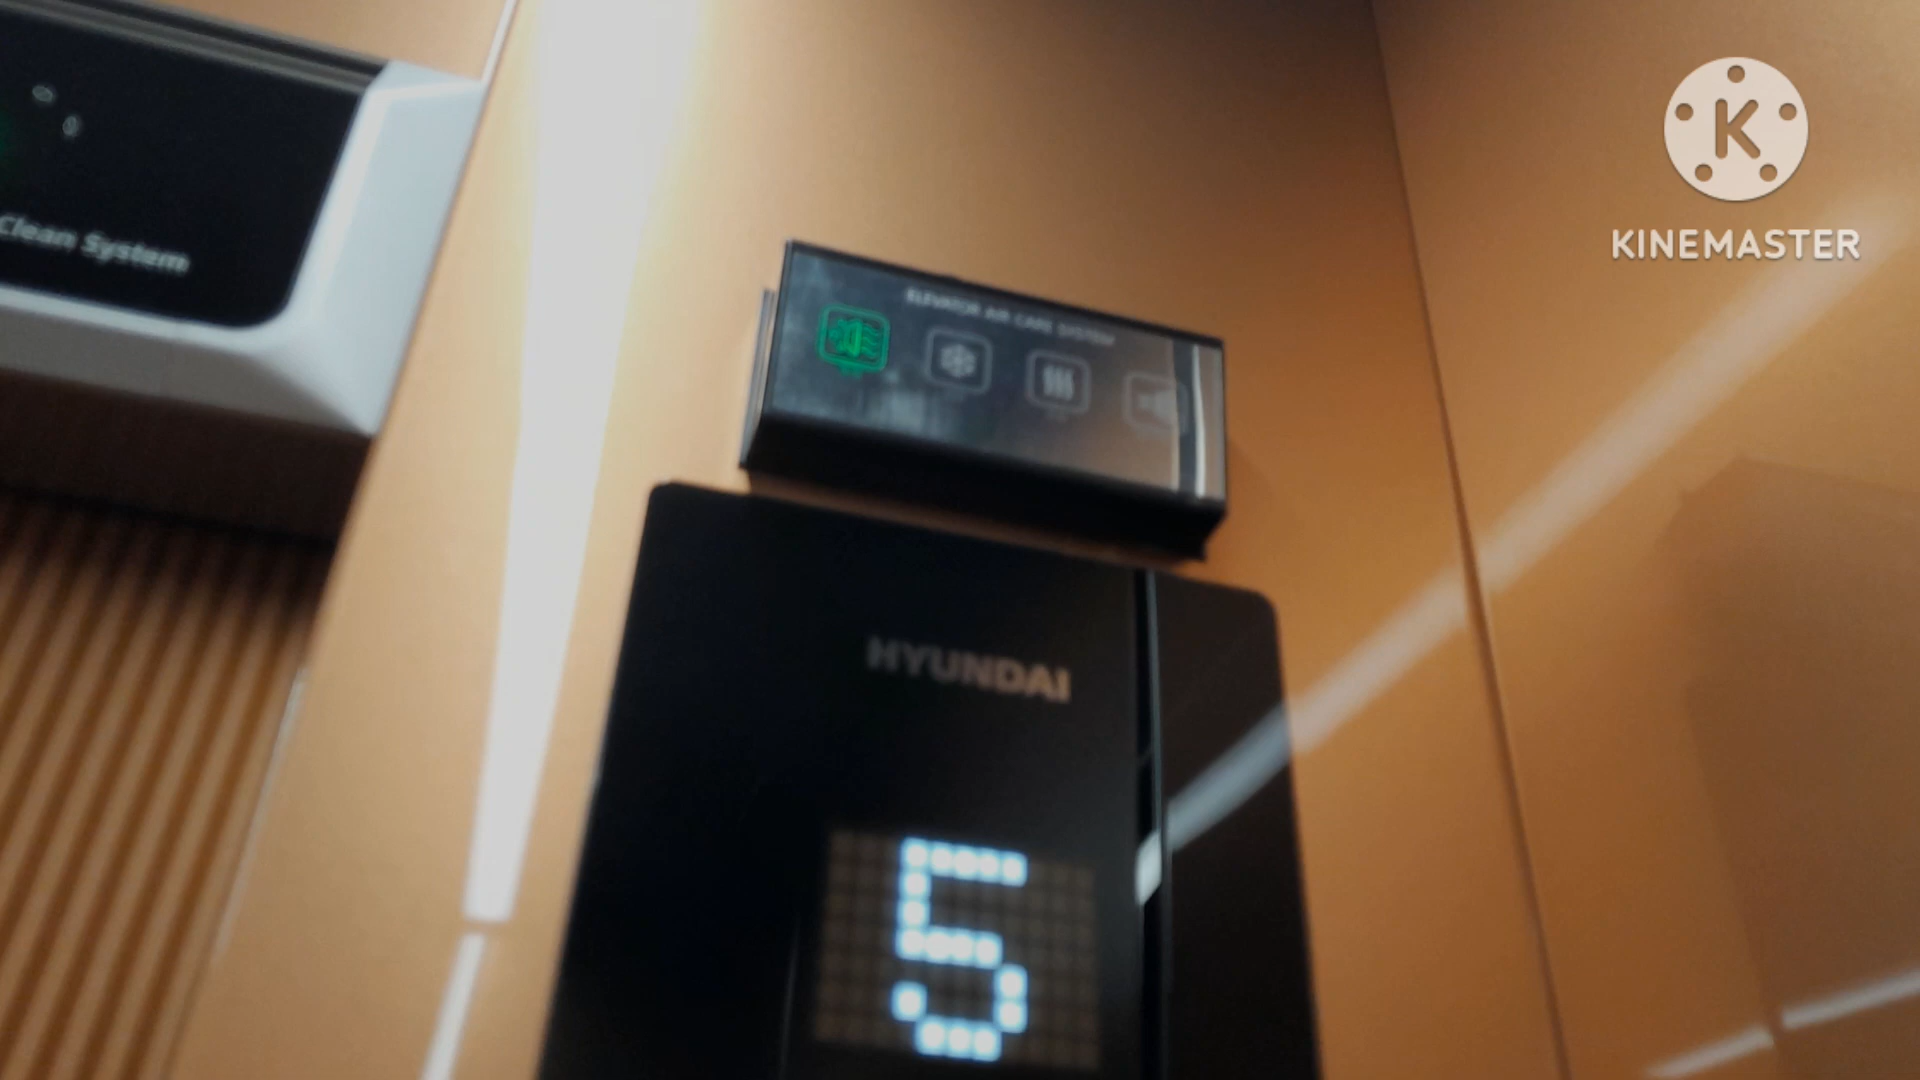 K
KINEMASTER
Clean System
ELEVATOR AIR CARE SYSTEM
HYUNDAI
5